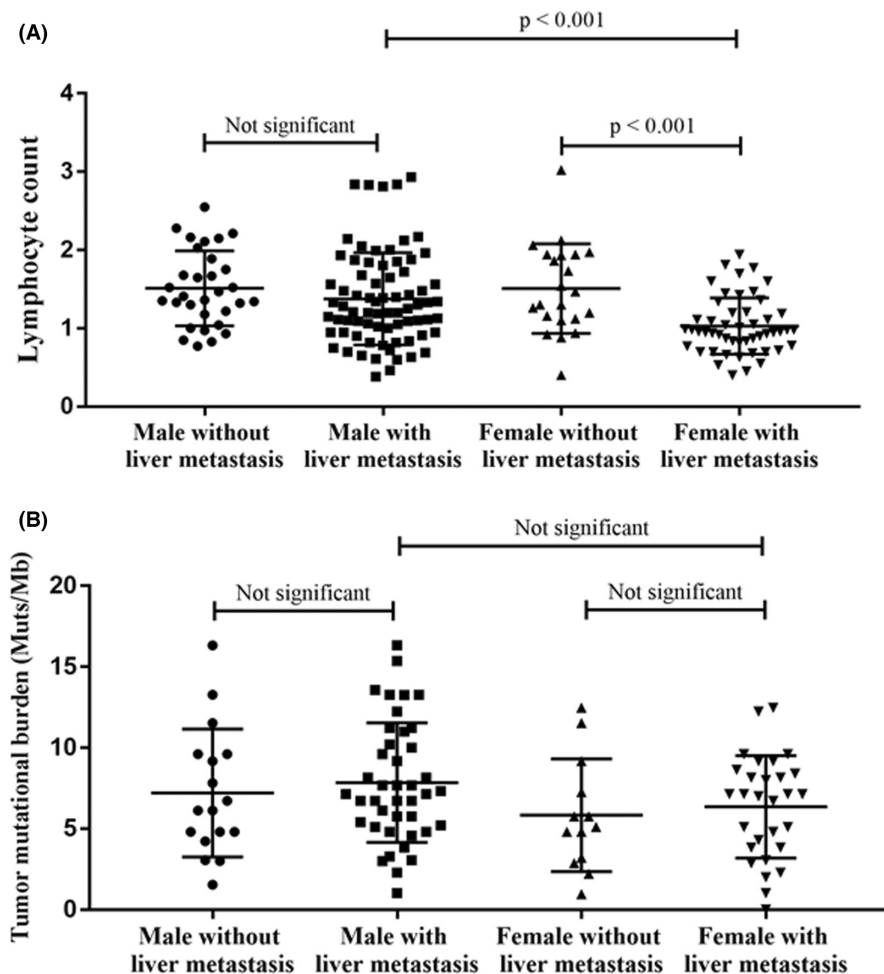 (A)
p < 0.001
Not significant
p < 0.001
Lymphocyte count
4
3
2
1
0
Male without
liver metastasis
Male with
liver metastasis
Female without
liver metastasis
Female with
liver metastasis
(B)
Not significant
Not significant
Not significant
Tumor mutational burden (Muts/Mb)
20
15
10
5
0
Male without
liver metastasis
Male with
liver metastasis
Female without
liver metastasis
Female with
liver metastasis